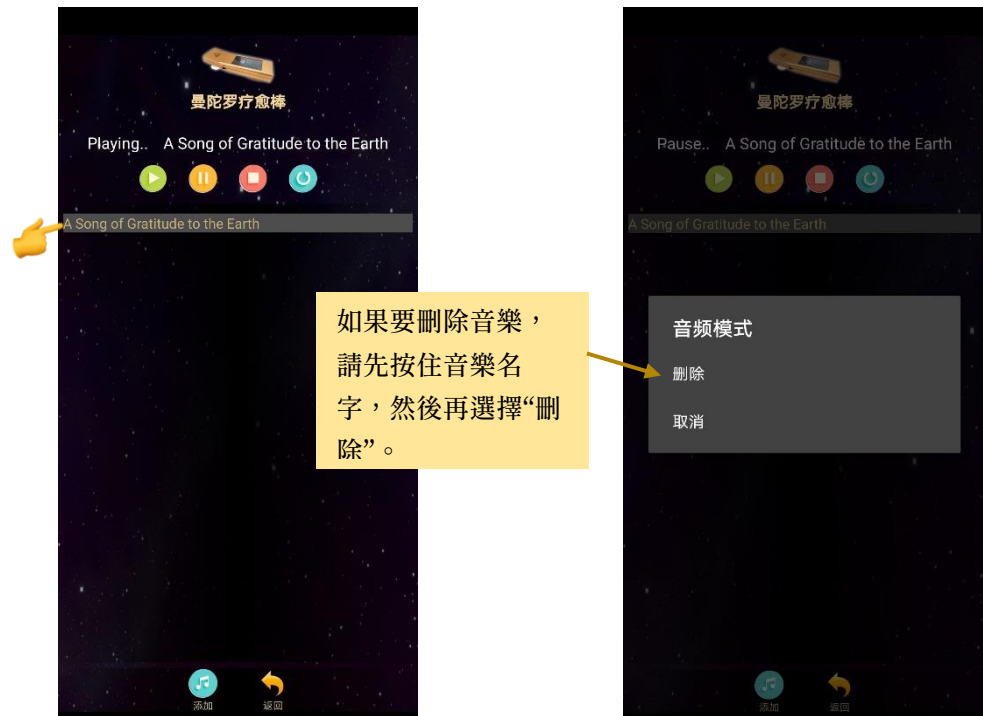 曼陀罗疗愈棒
Playing.. A Song of Gratitude to the Earth
A Song of Gratitude to the Earth
添加
返回
如果要刪除音樂，
請先按住音樂名
字，然後再選擇“刪
除”。
曼陀罗疗愈棒
Pause.. A Song of Gratitude to the Earth
A Song of Gratitude to the Earth
音频模式
删除
取消
添加
返回